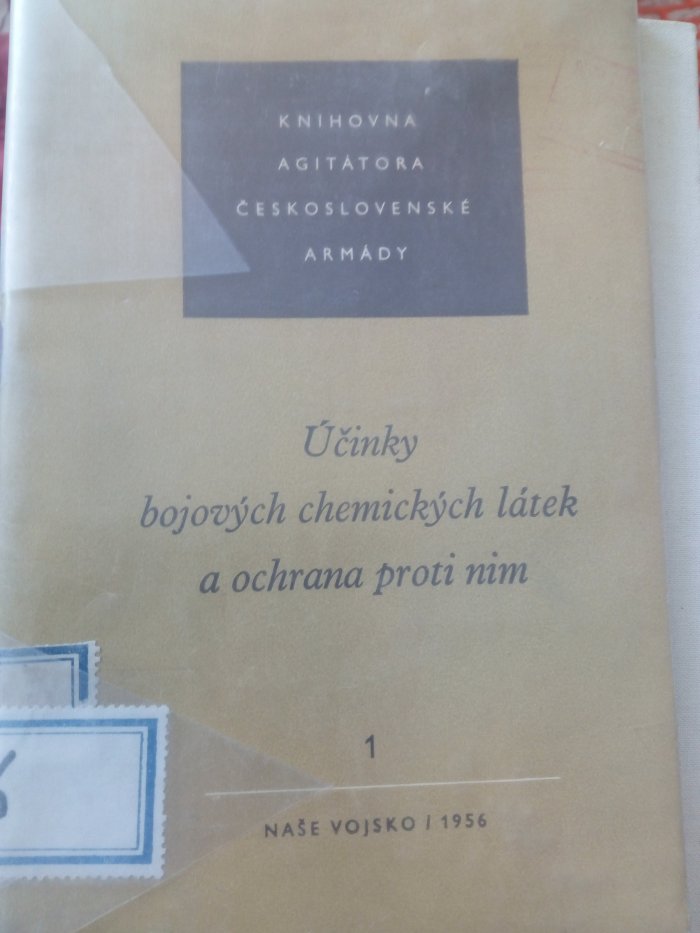 KNIHOVNA
AGITÁTORA
ČESKOSLOVENSKÉ
ARMÁDY
Účinky
bojových chemických látek
a ochrana proti nim
1
NAŠE VOJSKO / 1956